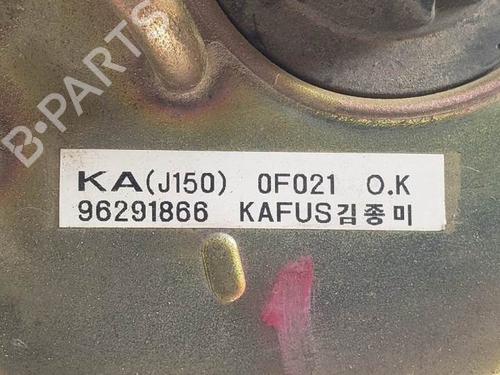 B-PARTS
KA(J150) 0F021 O.K
96291866 KAFUS김종미